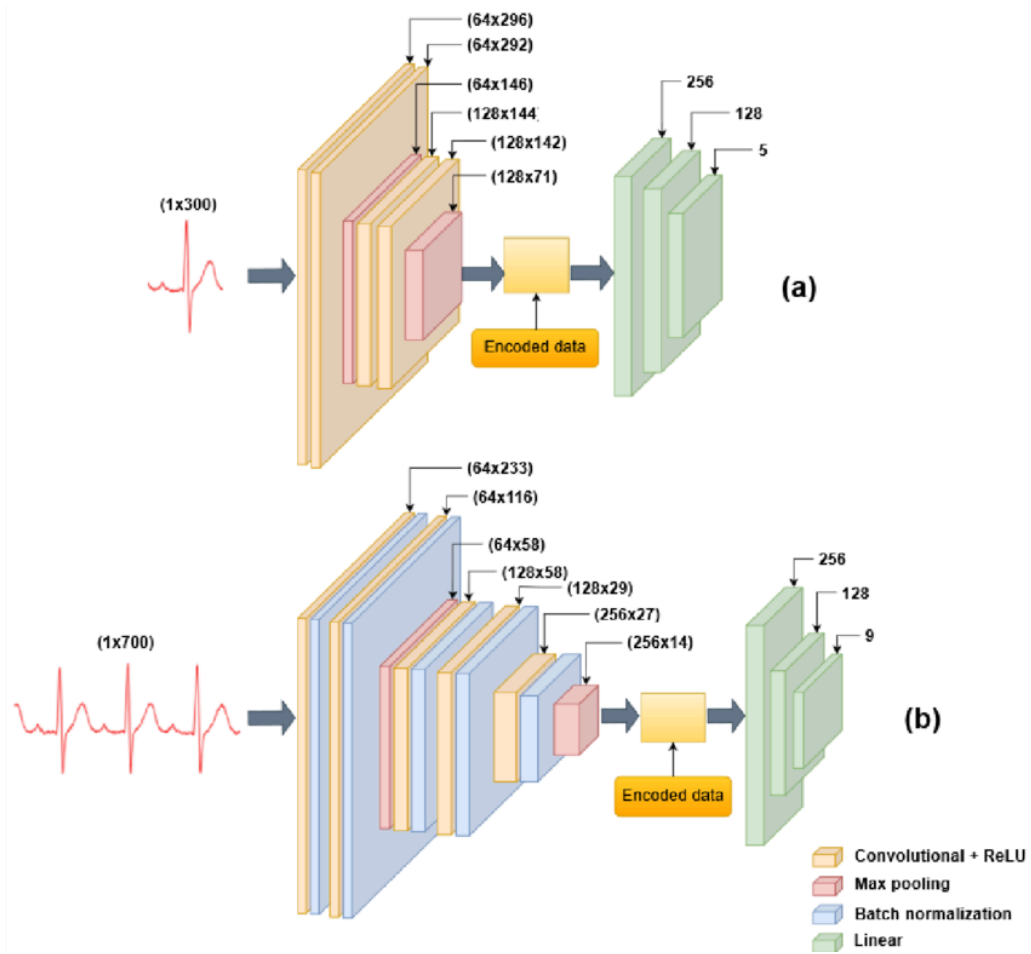 (64x296)
(64x292)
(64x146)
(128x144)
(128x142)
(128x71)
256
128
5
(1x300)
(a)
Encoded data
(64x233)
(64x116)
(64x58)
(128x58)
(128x29)
(256x27)
(256x14)
256
128
9
(1x700)
(b)
Encoded data
Convolutional + ReLU
Max pooling
Batch normalization
Linear